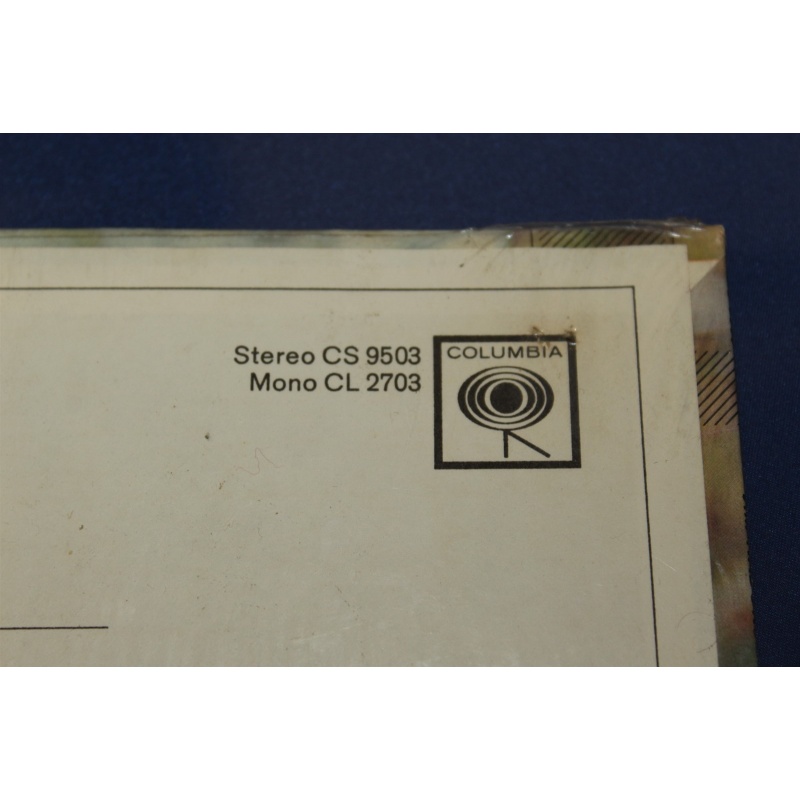 Stereo CS 9503
Mono CL 2703
COLUMBIA